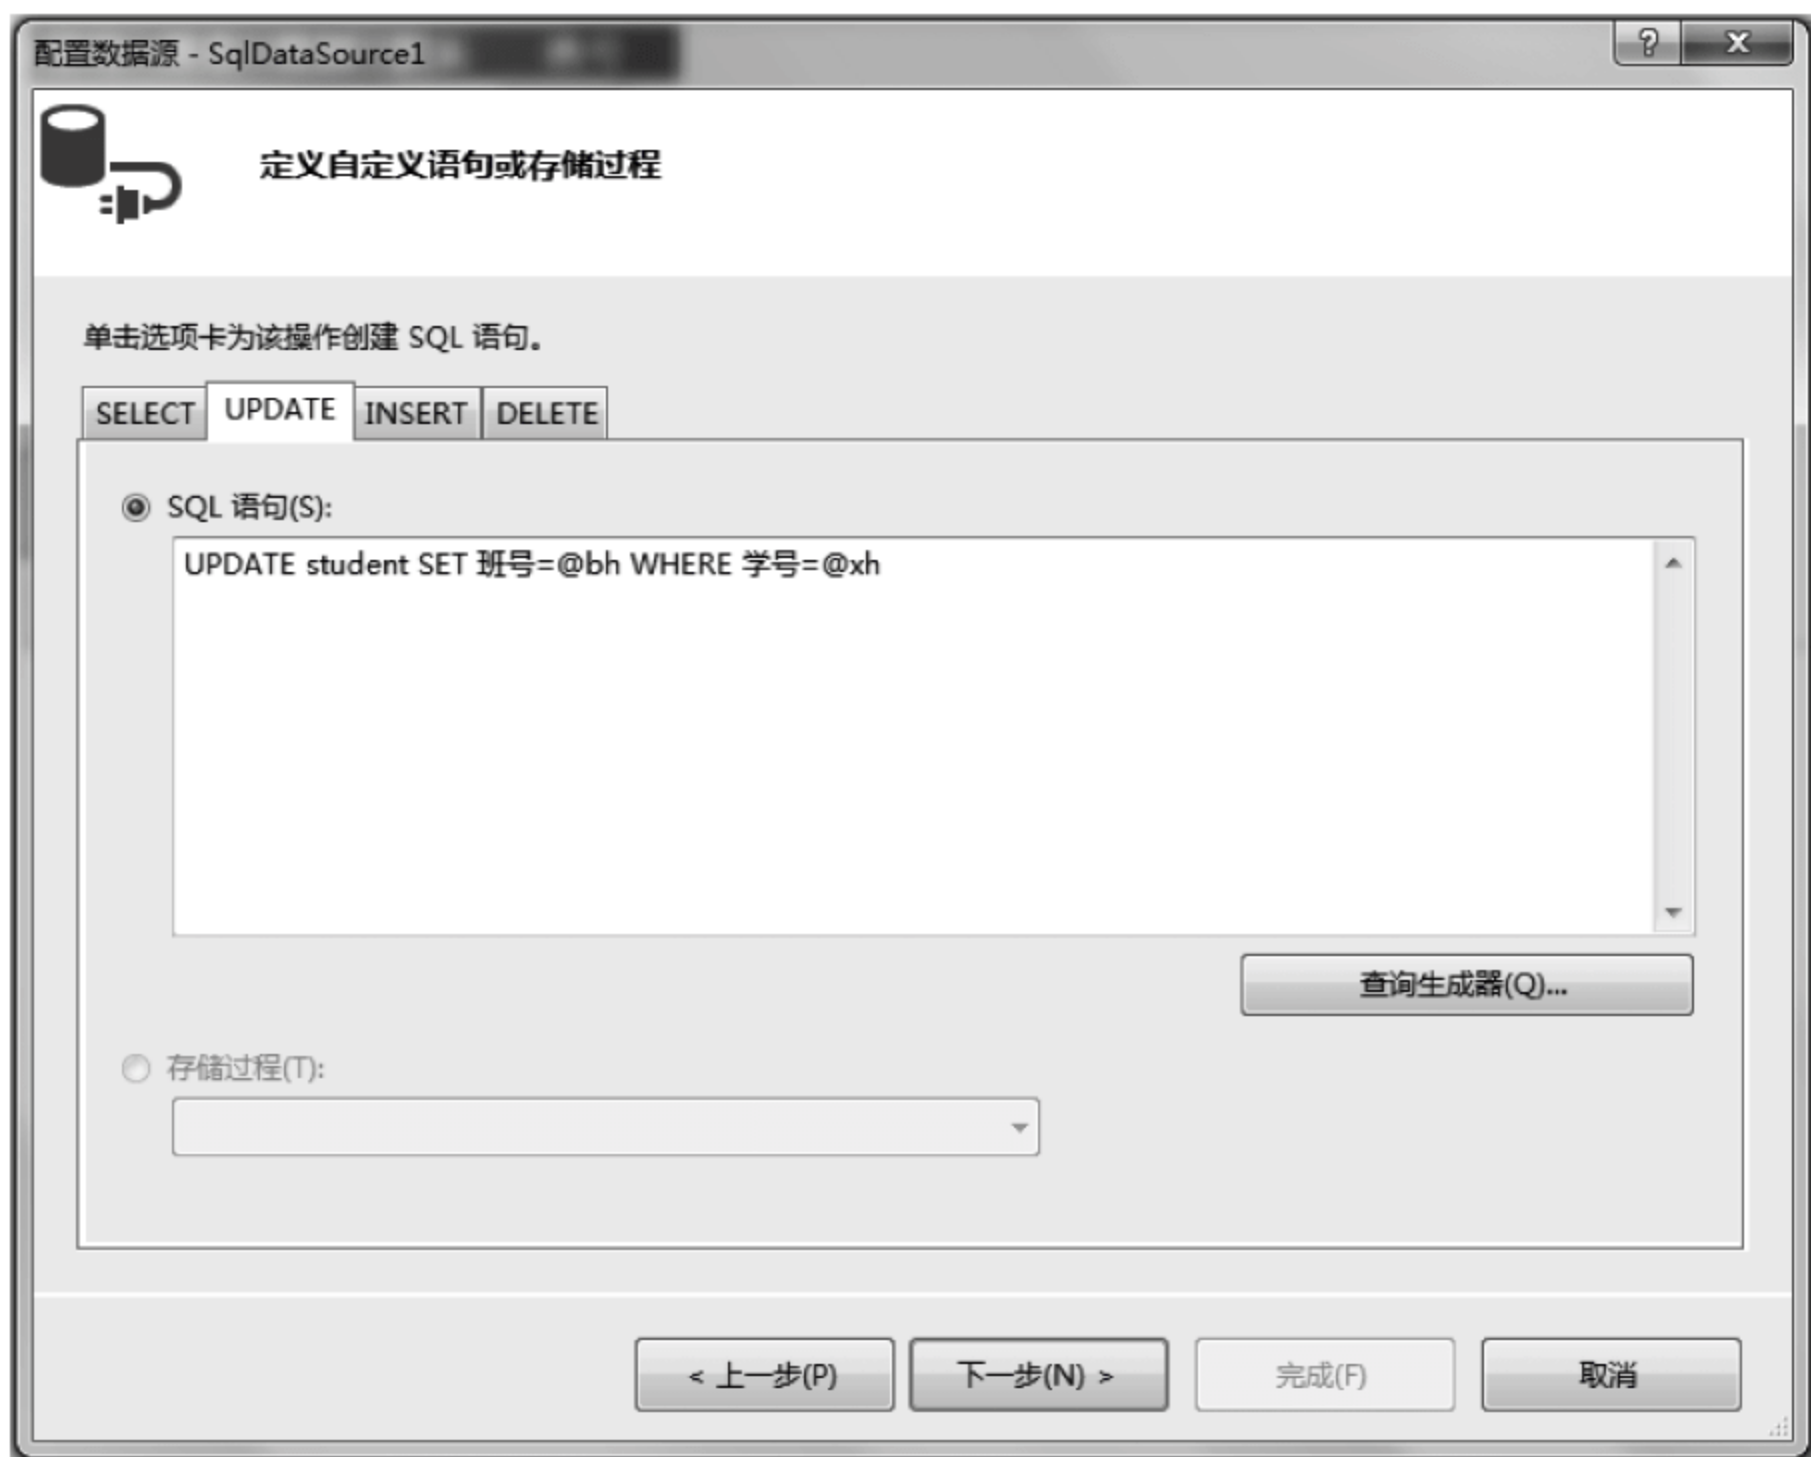 配置数据源 - SqlDataSource1
定义自定义语句或存储过程
单击选项卡为该操作创建 SQL 语句。
SELECT UPDATE INSERT DELETE
SQL 语句(S):
UPDATE student SET 班号=@bh WHERE 学号=@xh
查询生成器(Q)...
存储过程(T):
< 上一步(P) 下一步(N) > 完成(F) 取消